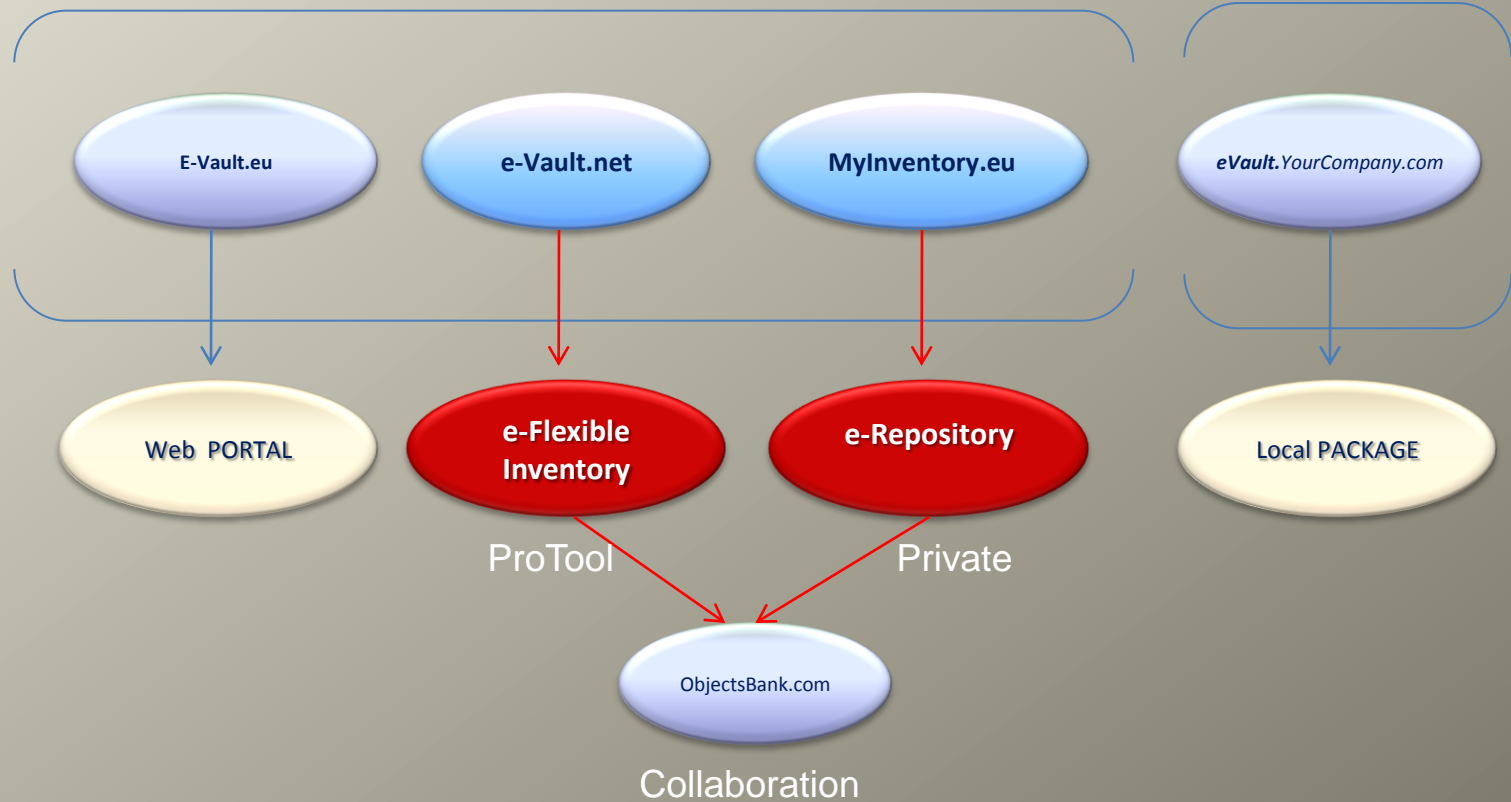 E-Vault.eu
e-Vault.net
MyInventory.eu
eVault.YourCompany.com
Web PORTAL
e-Flexible
Inventory
e-Repository
Local PACKAGE
ProTool
Private
ObjectsBank.com
Collaboration